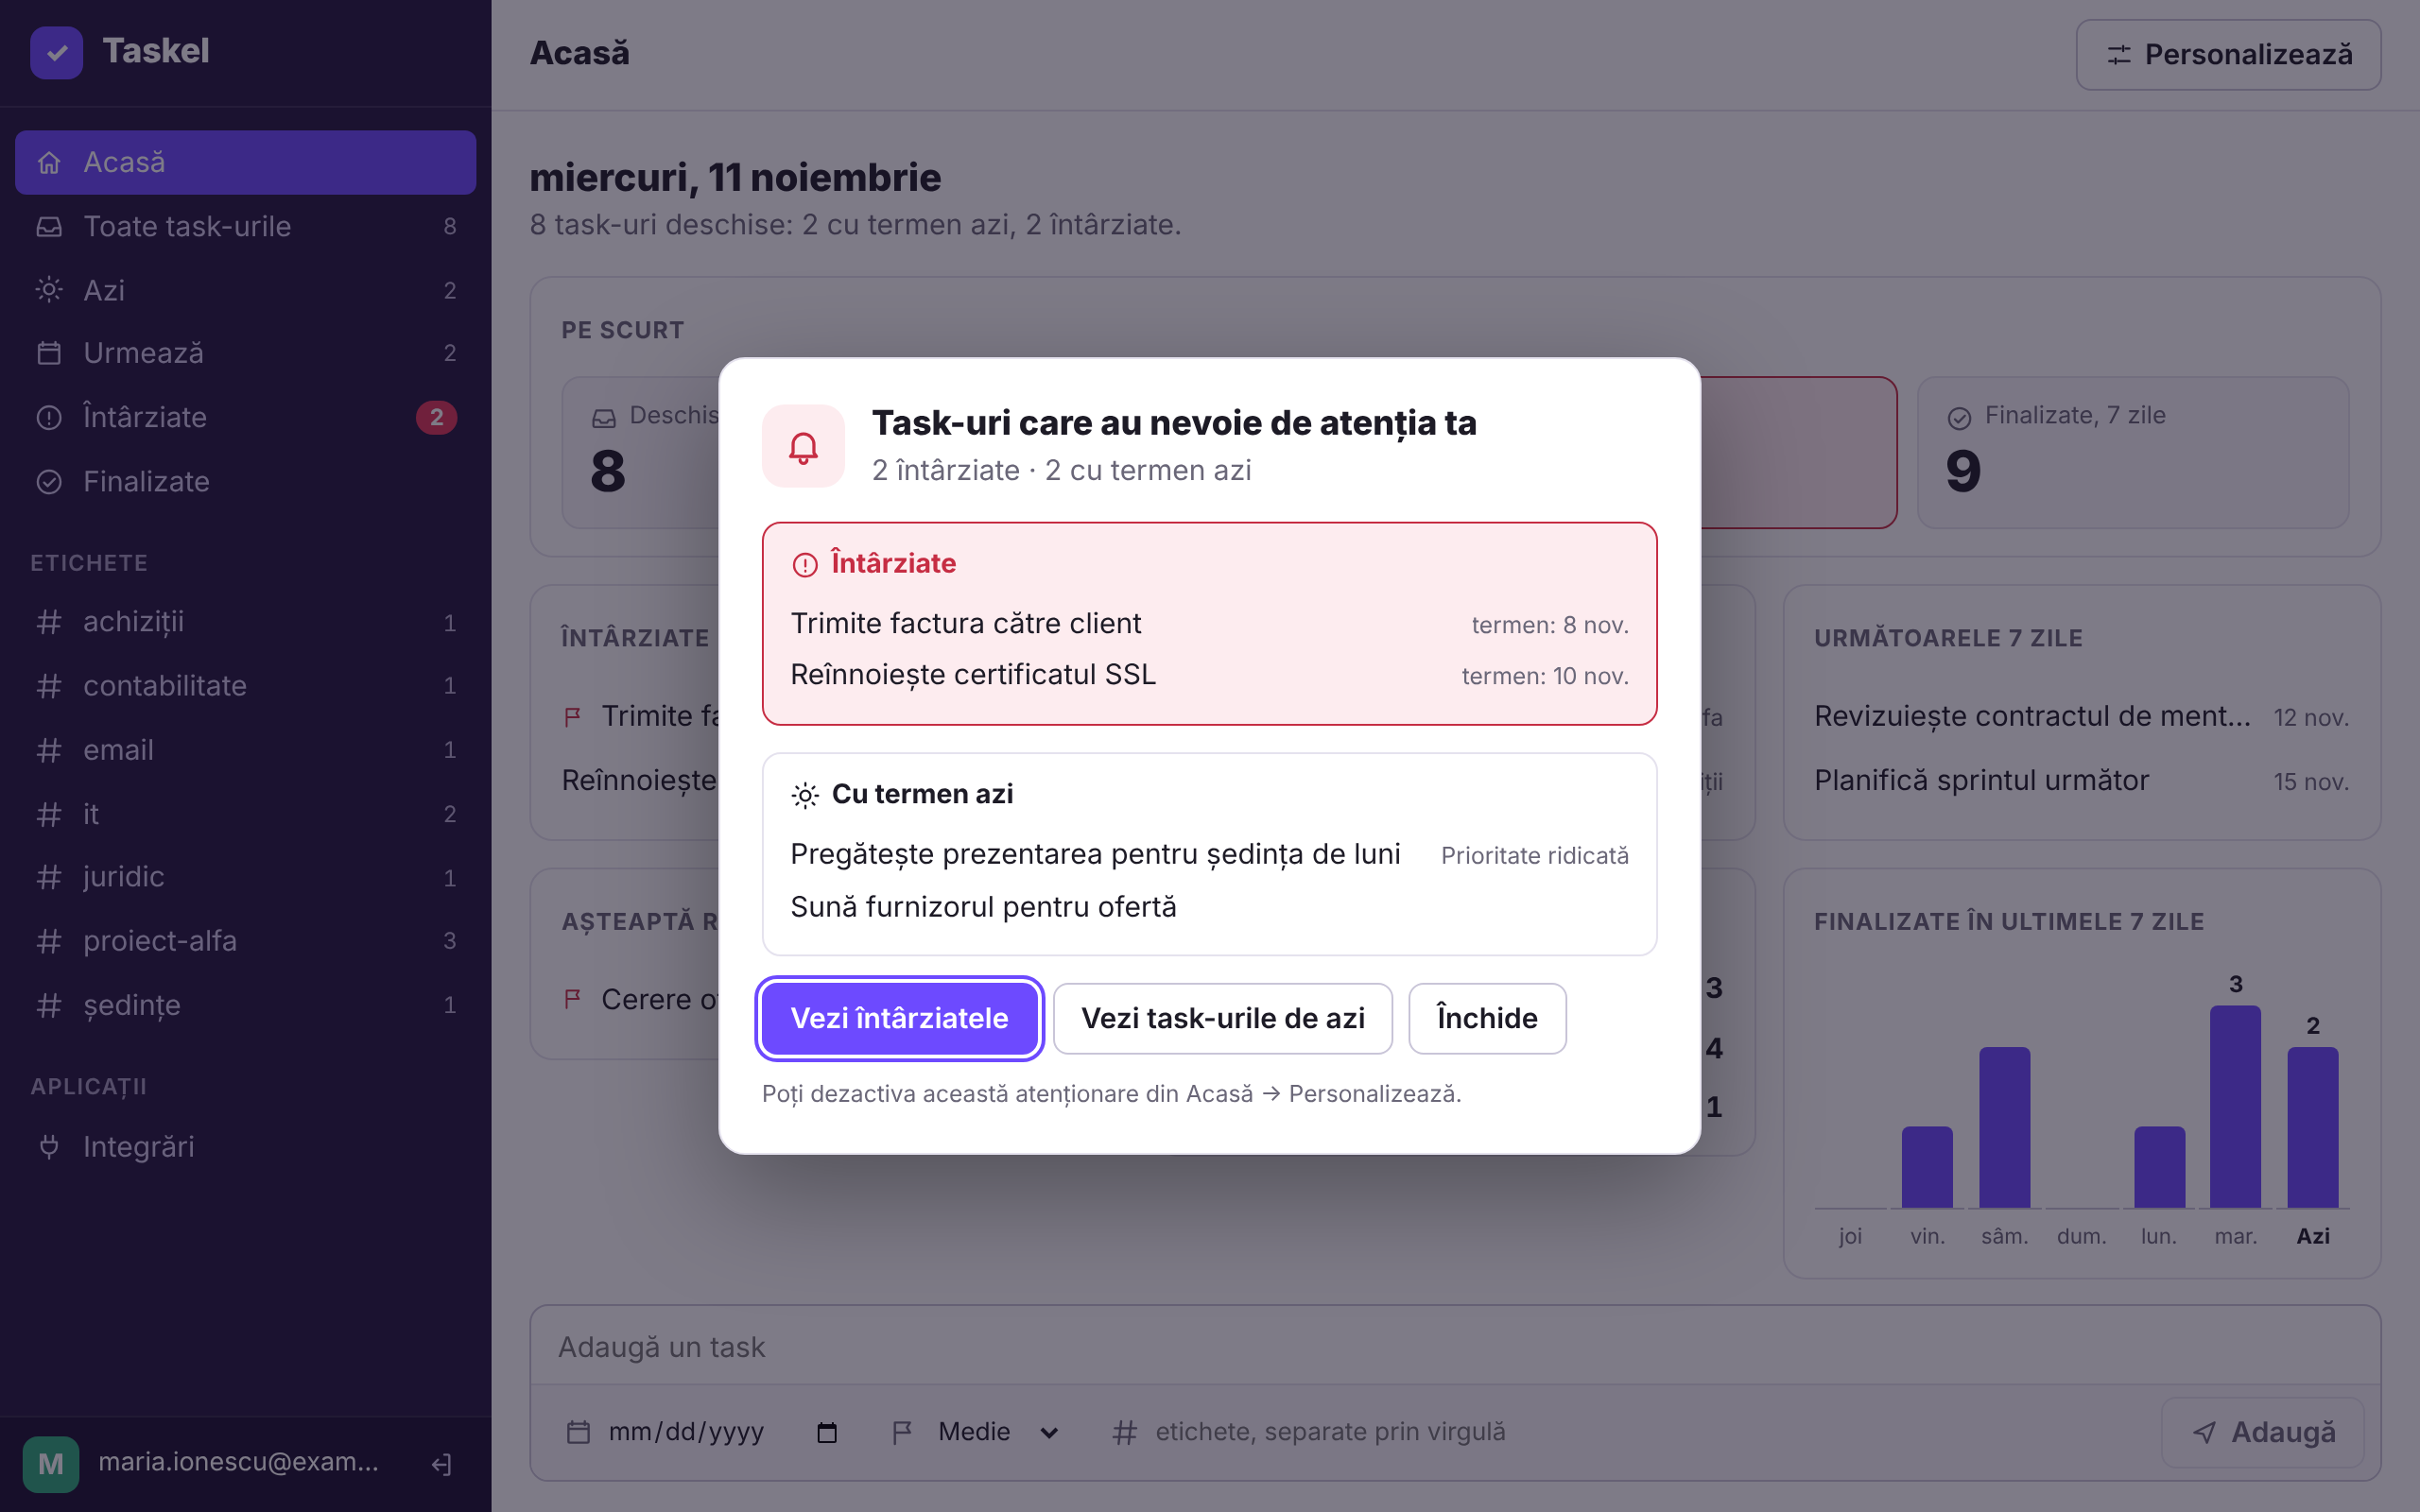 Taskel
Acasă
Toate task-urile 8
Azi 2
Urmează 2
Întârziate 2
Finalizate
ETICHETE
achiziții 1
contabilitate 1
email 1
it 2
juridic 1
proiect-alfa 3
ședințe 1
APLICAȚII
Integrări
M maria.ionescu@exam...
Acasă
Personalizează
miercuri, 11 noiembrie
8 task-uri deschise: 2 cu termen azi, 2 întârziate.
PE SCURT
8
Finalizate, 7 zile
9
ÎNTÂRZIATE
Trimite
Reînnoiește
URMĂTOARELE 7 ZILE
Revizuiește contractul de ment... 12 nov.
Planifică sprintul următor 15 nov.
AȘTEAPTĂ
Cerere
3
4
1
FINALIZATE ÎN ULTIMELE 7 ZILE
3
2
joi vin. sâm. dum. lun. mar. Azi
Task-uri care au nevoie de atenția ta
2 întârziate · 2 cu termen azi
Întârziate
Trimite factura către client termen: 8 nov.
Reînnoiește certificatul SSL termen: 10 nov.
Cu termen azi
Pregătește prezentarea pentru ședința de luni Prioritate ridicată
Sună furnizorul pentru ofertă
Vezi întârziatele Vezi task-urile de azi Închide
Poți dezactiva această atenționare din Acasă → Personalizează.
Adaugă un task
mm/dd/yyyy Medie etichete, separate prin virgulă Adaugă